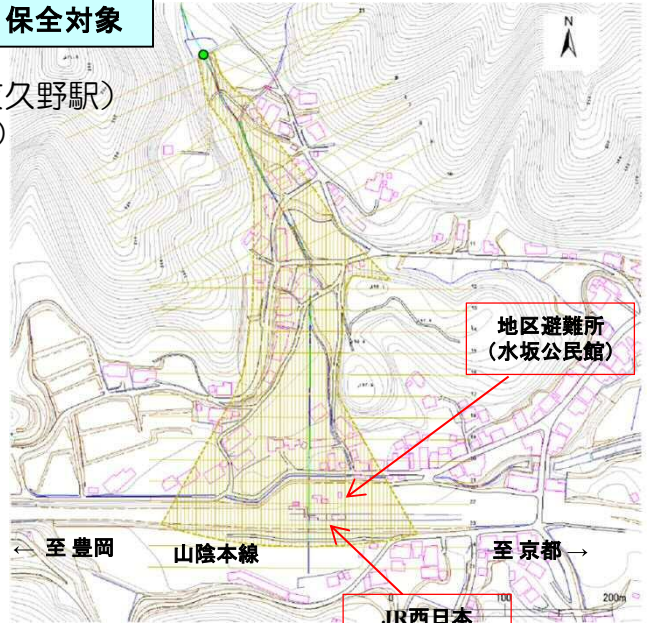 保全対象
久野駅）
）
N
地区避難所
（水坂公民館）
← 至 豊岡
山陰本線
至 京都 →
0 100 200m
JR西日本